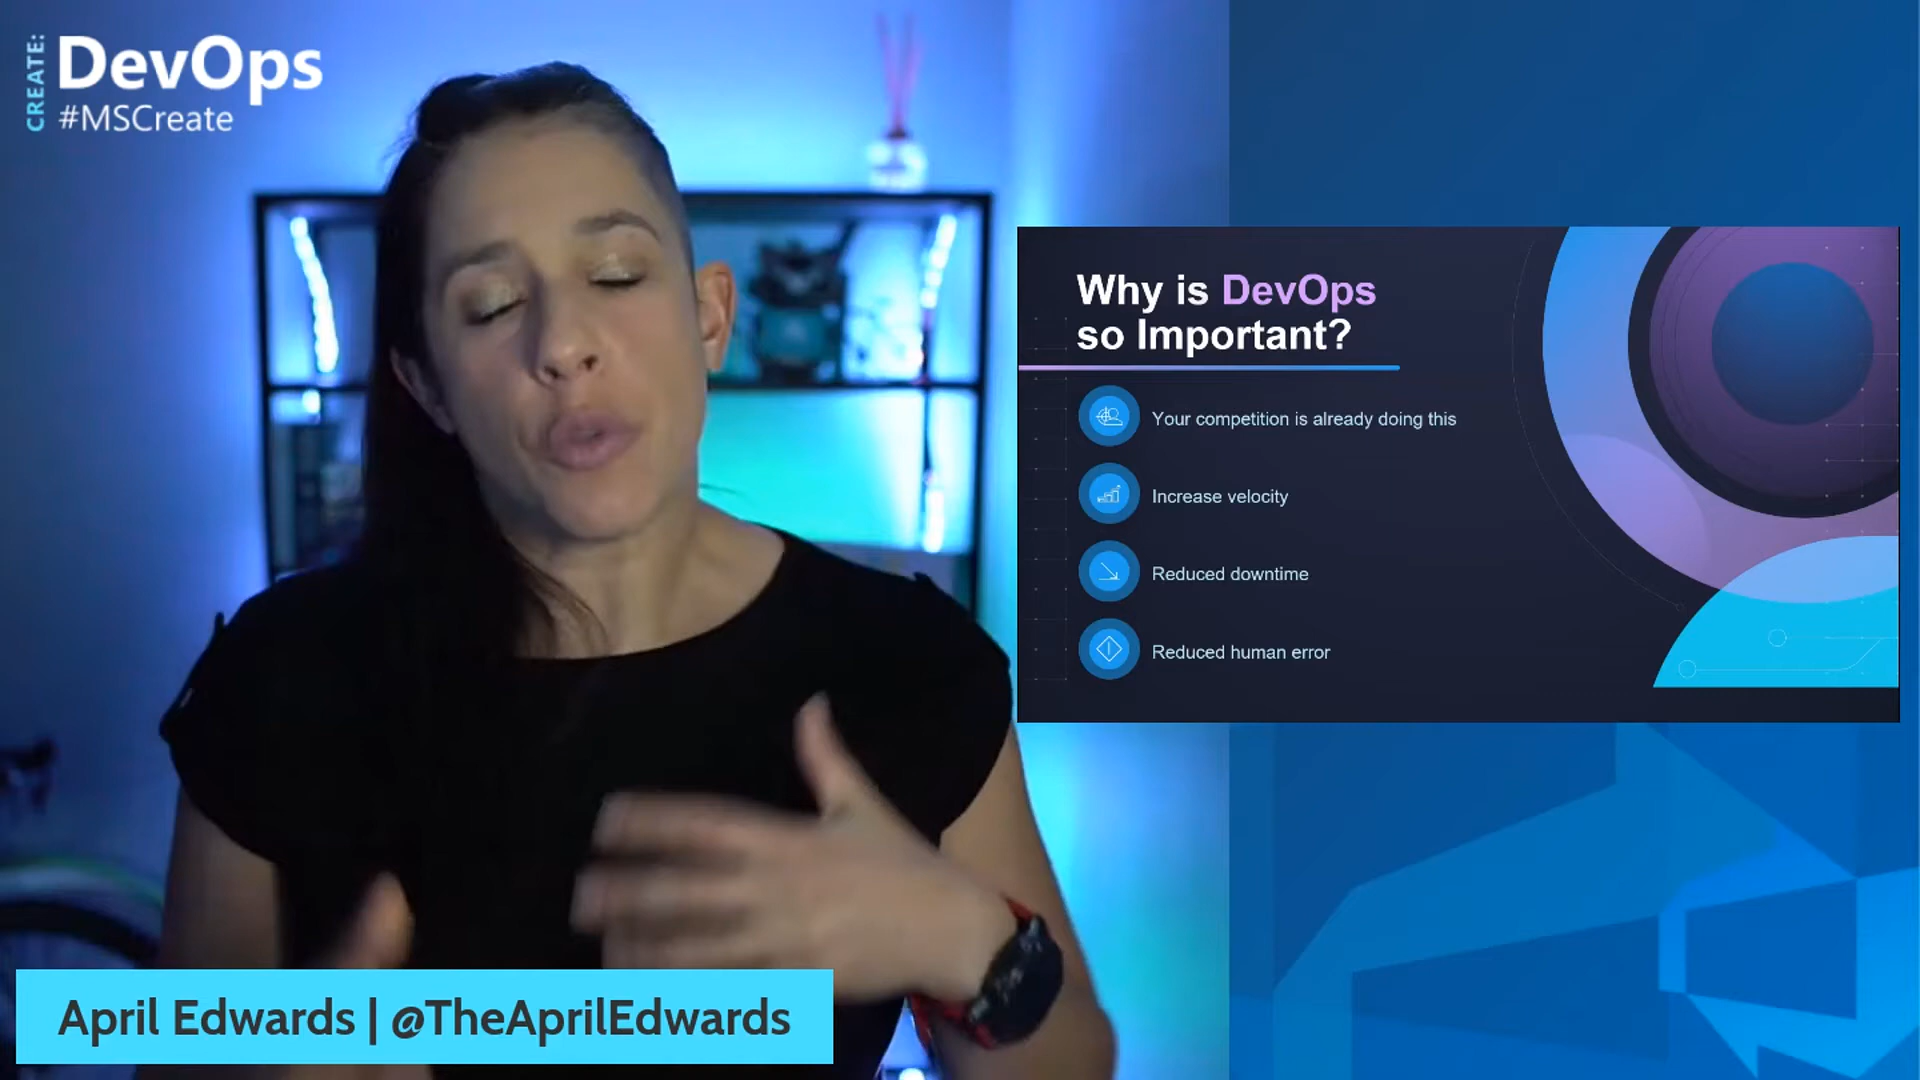 CREATE:
DevOps
#MSCreate
Why is DevOps
so Important?
Your competition is already doing this
Increase velocity
Reduced downtime
Reduced human error
April Edwards | @TheAprilEdwards